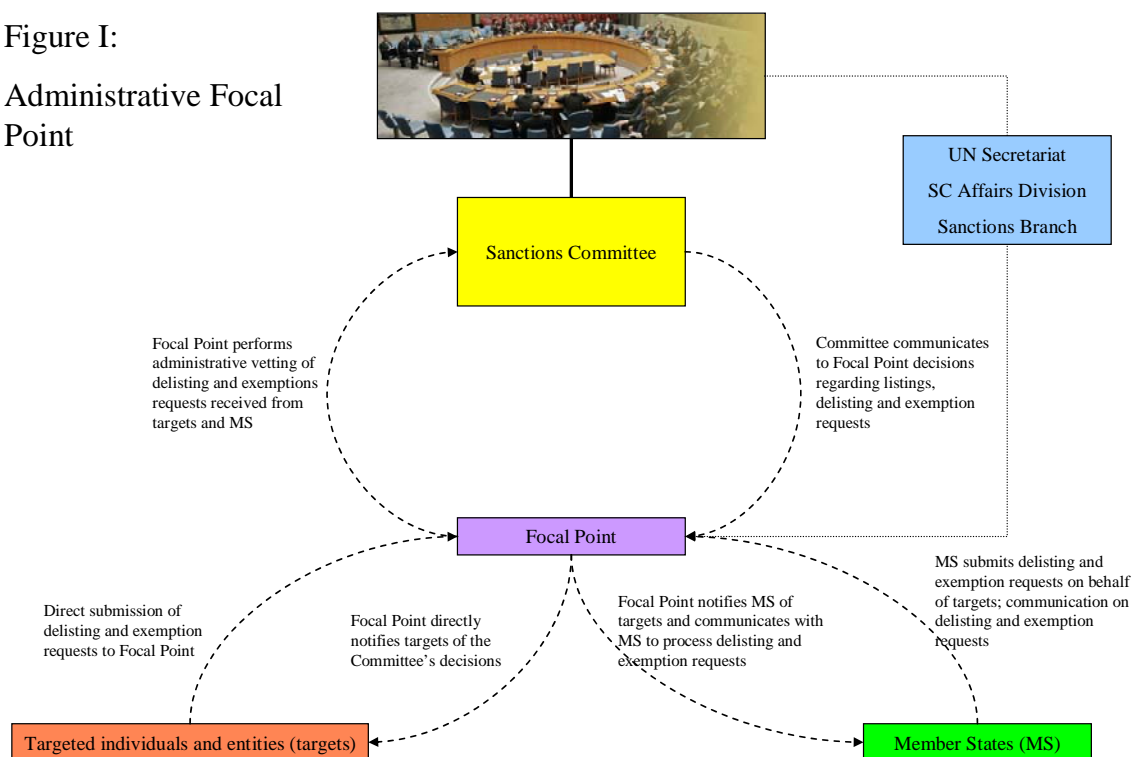 Figure I:
Administrative Focal
Point
UN Secretariat
SC Affairs Division
Sanctions Branch
Sanctions Committee
Focal Point performs
administrative vetting of
delisting and exemptions
requests received from
targets and MS
Committee communicates
to Focal Point decisions
regarding listings,
delisting and exemption
requests
Focal Point
Direct submission of
delisting and exemption
requests to Focal Point
Focal Point directly
notifies targets of the
Committee’s decisions
Focal Point notifies MS of
targets and communicates with
MS to process delisting and
exemption requests
MS submits delisting and
exemption requests on behalf
of targets; communication on
delisting and exemption
requests
Targeted individuals and entities (targets)
Member States (MS)